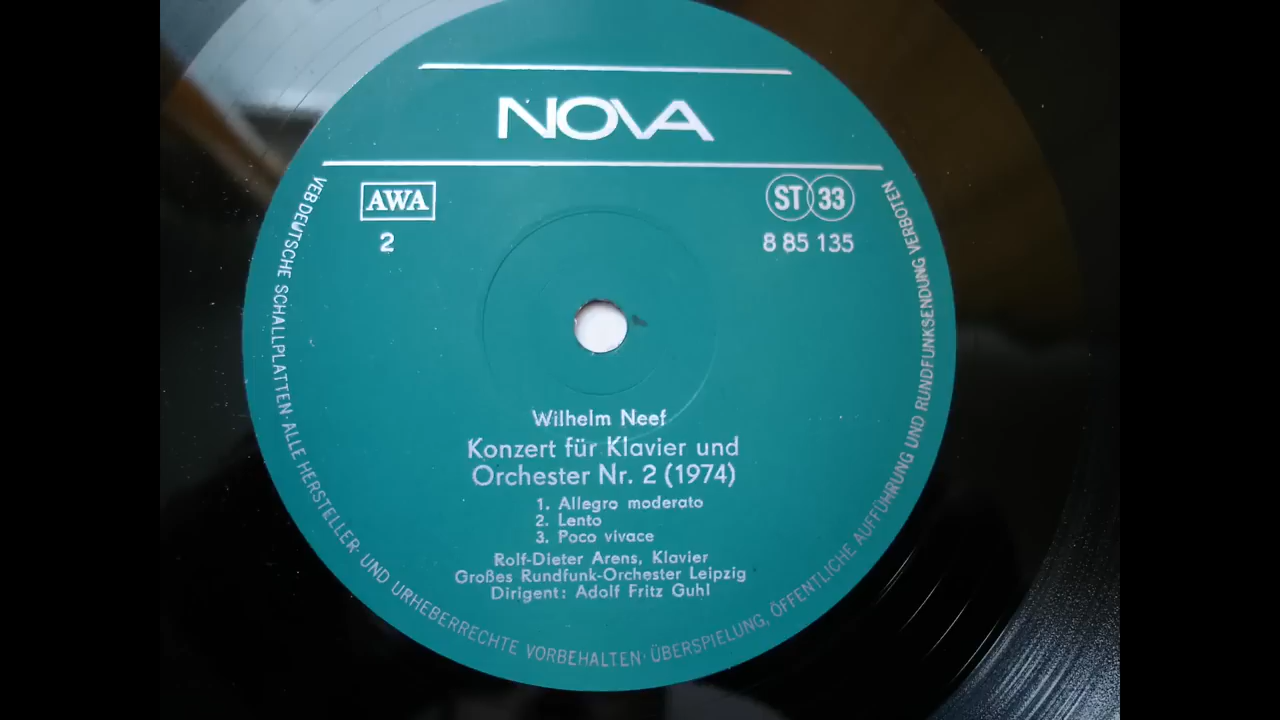 NOVA
AWA
ST 33
2
8 85 135
Wilhelm Neef
Konzert für Klavier und
Orchester Nr. 2 (1974)
1. Allegro moderato
2. Lento
3. Poco vivace
Rolf-Dieter Arens, Klavier
Großes Rundfunk-Orchester Leipzig
Dirigent: Adolf Fritz Guhl
VEB DEUTSCHE SCHALLPLATTEN · ALLE HERSTELLER- UND URHEBERRECHTE VORBEHALTEN · ÜBERSPIELUNG, ÖFFENTLICHE AUFFÜHRUNG UND RUNDFUNKSENDUNG VERBOTEN